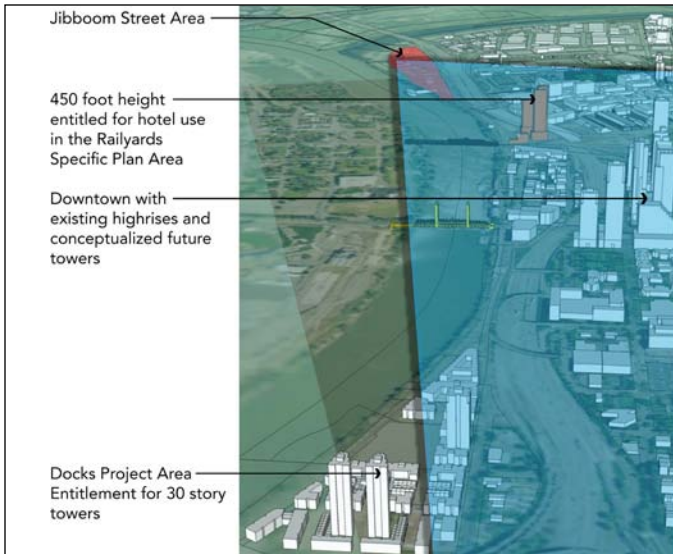 Jibboom Street Area
450 foot height
entitled for hotel use
in the Railyards
Specific Plan Area
Downtown with
existing highrises and
conceptualized future
towers
Docks Project Area
Entitlement for 30 story
towers